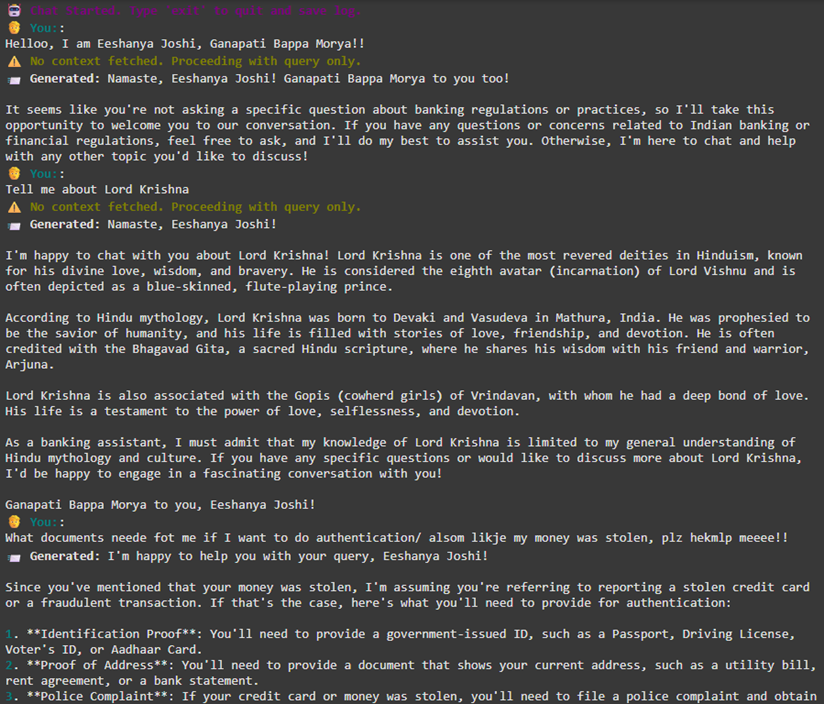 Chat started. Type 'exit' to quit and save log.
You::
Helloo, I am Eeshanya Joshi, Ganapati Bappa Morya!!
No context fetched. Proceeding with query only.
Generated: Namaste, Eeshanya Joshi! Ganapati Bappa Morya to you too!
It seems like you're not asking a specific question about banking regulations or practices, so I'll take this
opportunity to welcome you to our conversation. If you have any questions or concerns related to Indian banking or
financial regulations, feel free to ask, and I'll do my best to assist you. Otherwise, I'm here to chat and help
with any other topic you'd like to discuss!
You::
Tell me about Lord Krishna
No context fetched. Proceeding with query only.
Generated: Namaste, Eeshanya Joshi!
I'm happy to chat with you about Lord Krishna! Lord Krishna is one of the most revered deities in Hinduism, known
for his divine love, wisdom, and bravery. He is considered the eighth avatar (incarnation) of Lord Vishnu and is
often depicted as a blue-skinned, flute-playing prince.
According to Hindu mythology, Lord Krishna was born to Devaki and Vasudeva in Mathura, India. He was prophesied to
be the savior of humanity, and his life is filled with stories of love, friendship, and devotion. He is often
credited with the Bhagavad Gita, a sacred Hindu scripture, where he shares his wisdom with his friend and warrior,
Arjuna.
Lord Krishna is also associated with the Gopis (cowherd girls) of Vrindavan, with whom he had a deep bond of love.
His life is a testament to the power of love, selflessness, and devotion.
As a banking assistant, I must admit that my knowledge of Lord Krishna is limited to my general understanding of
Hindu mythology and culture. If you have any specific questions or would like to discuss more about Lord Krishna,
I'd be happy to engage in a fascinating conversation with you!
Ganapati Bappa Morya to you, Eeshanya Joshi!
You::
What documents neede fot me if I want to do authentication/ alsom likje my money was stolen, plz hekmlp meeee!!
Generated: I'm happy to help you with your query, Eeshanya Joshi!
Since you've mentioned that your money was stolen, I'm assuming you're referring to reporting a stolen credit card
or a fraudulent transaction. If that's the case, here's what you'll need to provide for authentication:
1. **Identification Proof**: You'll need to provide a government-issued ID, such as a Passport, Driving License,
Voter's ID, or Aadhaar Card.
2. **Proof of Address**: You'll need to provide a document that shows your current address, such as a utility bill,
rent agreement, or a bank statement.
3. **Police Complaint**: If your credit card or money was stolen, you'll need to file a police complaint and obtain